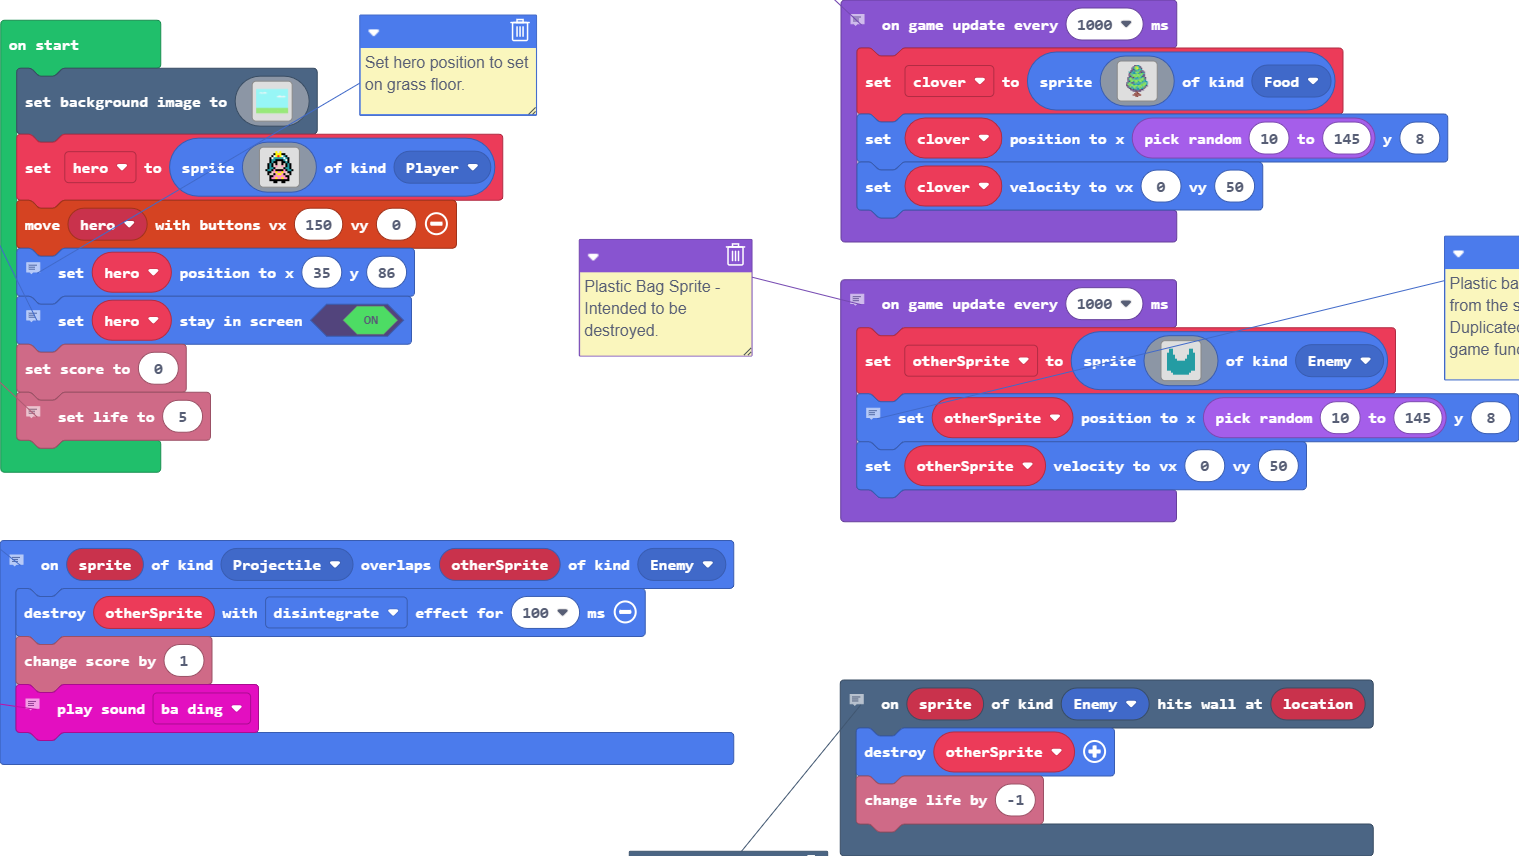 on start
set background image to
set hero to sprite of kind Player
move hero with buttons vx 150 vy 0
set hero position to x 35 y 86
set hero stay in screen ON
set score to 0
set life to 5
Set hero position to set
on grass floor.
on game update every 1000 ms
set clover to sprite of kind Food
set clover position to x pick random 10 to 145 y 8
set clover velocity to vx 0 vy 50
Plastic Bag Sprite -
Intended to be
destroyed.
on game update every 1000 ms
set otherSprite to sprite of kind Enemy
set otherSprite position to x pick random 10 to 145 y 8
set otherSprite velocity to vx 0 vy 50
Plastic ba
from the s
Duplicated
game func
on sprite of kind Projectile overlaps otherSprite of kind Enemy
destroy otherSprite with disintegrate effect for 100 ms
change score by 1
play sound ba ding
on sprite of kind Enemy hits wall at location
destroy otherSprite
change life by -1